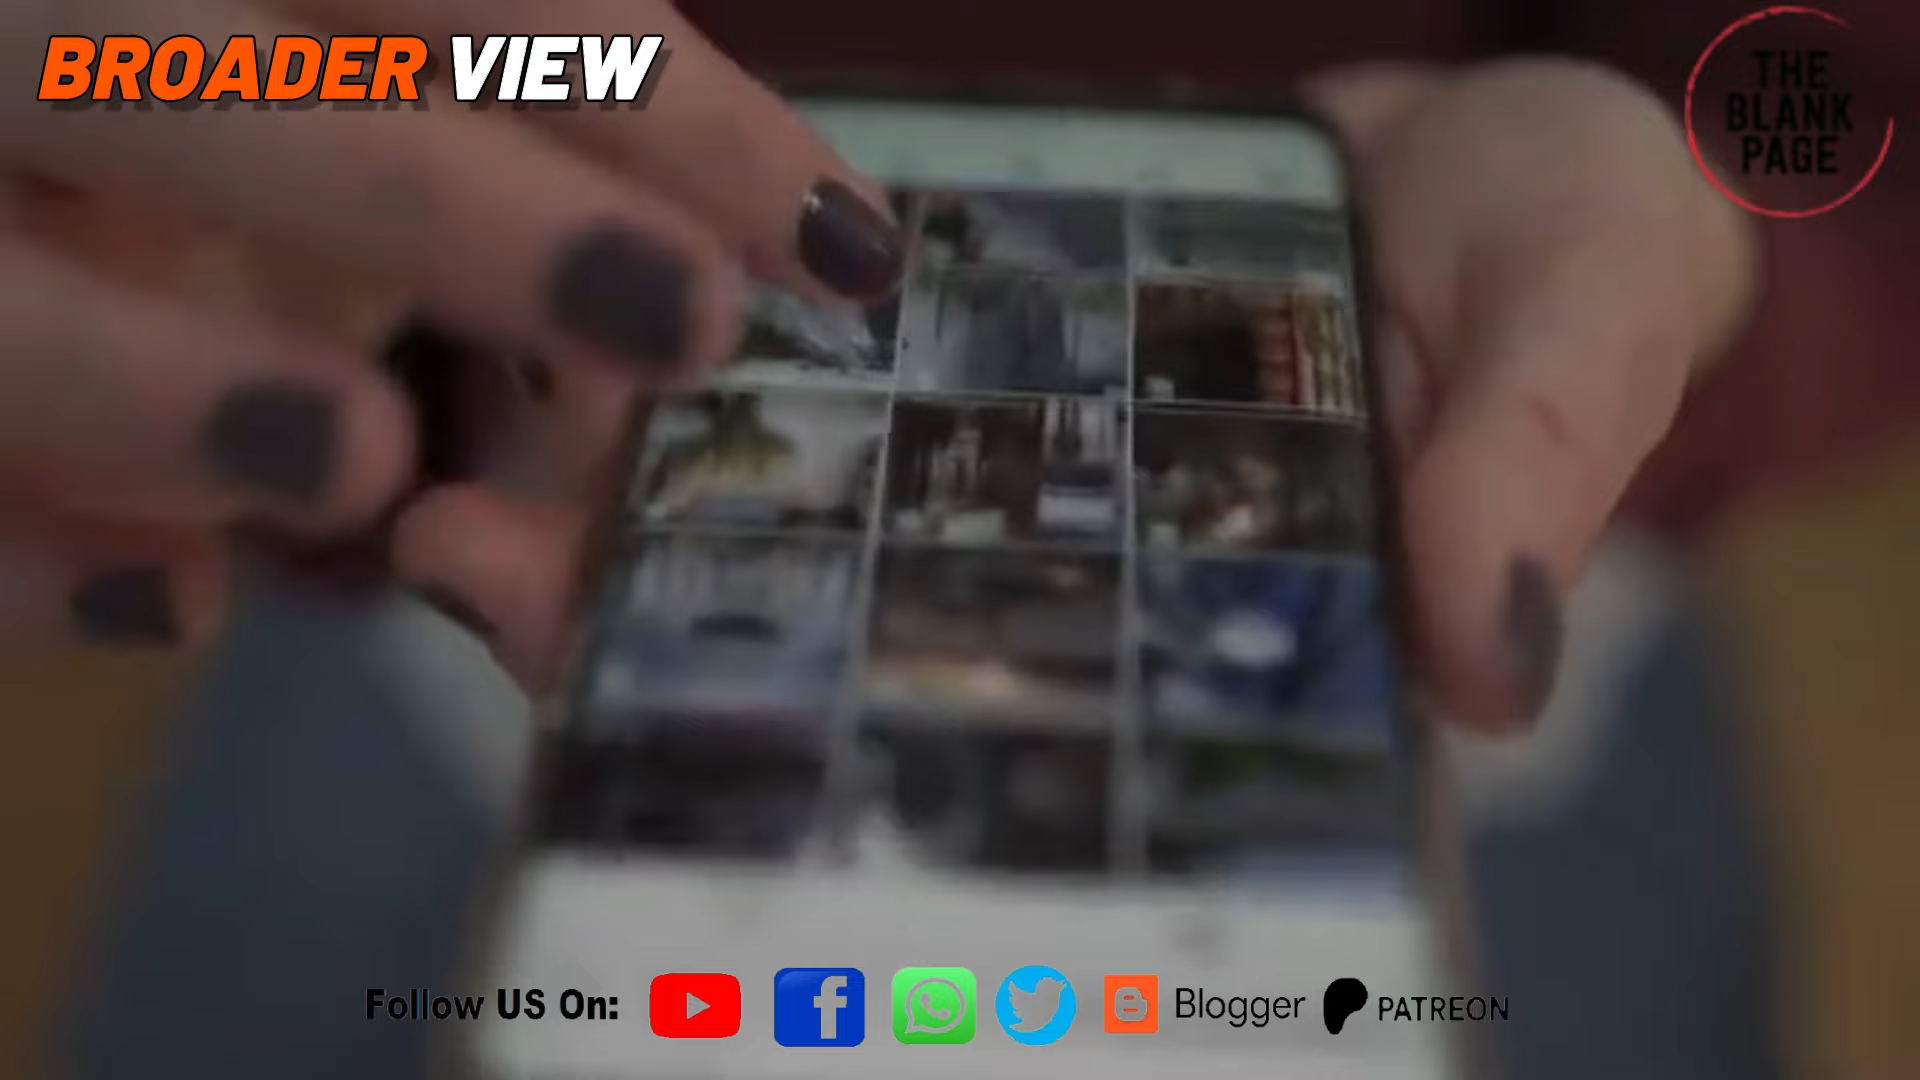 BROADER VIEW
THE
BLANK
PAGE
Follow US On:
Blogger
PATREON